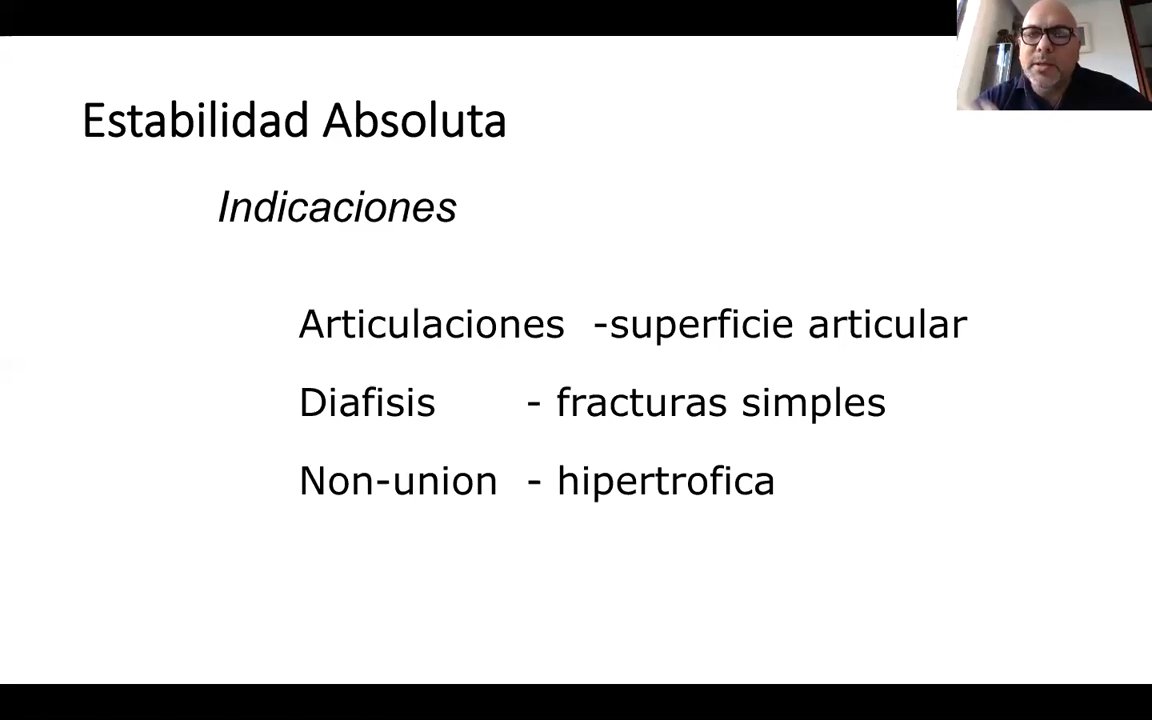 Estabilidad Absoluta
Indicaciones
Articulaciones -superficie articular
Diafisis - fracturas simples
Non-union - hipertrofica